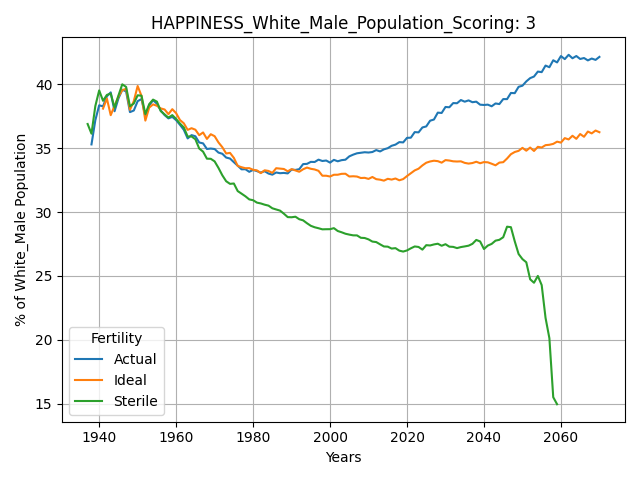 HAPPINESS_White_Male_Population_Scoring: 3
% of White_Male Population
40
35
30
25
20
15
Fertility
Actual
Ideal
Sterile
1940
1960
1980
2000
2020
2040
2060
Years